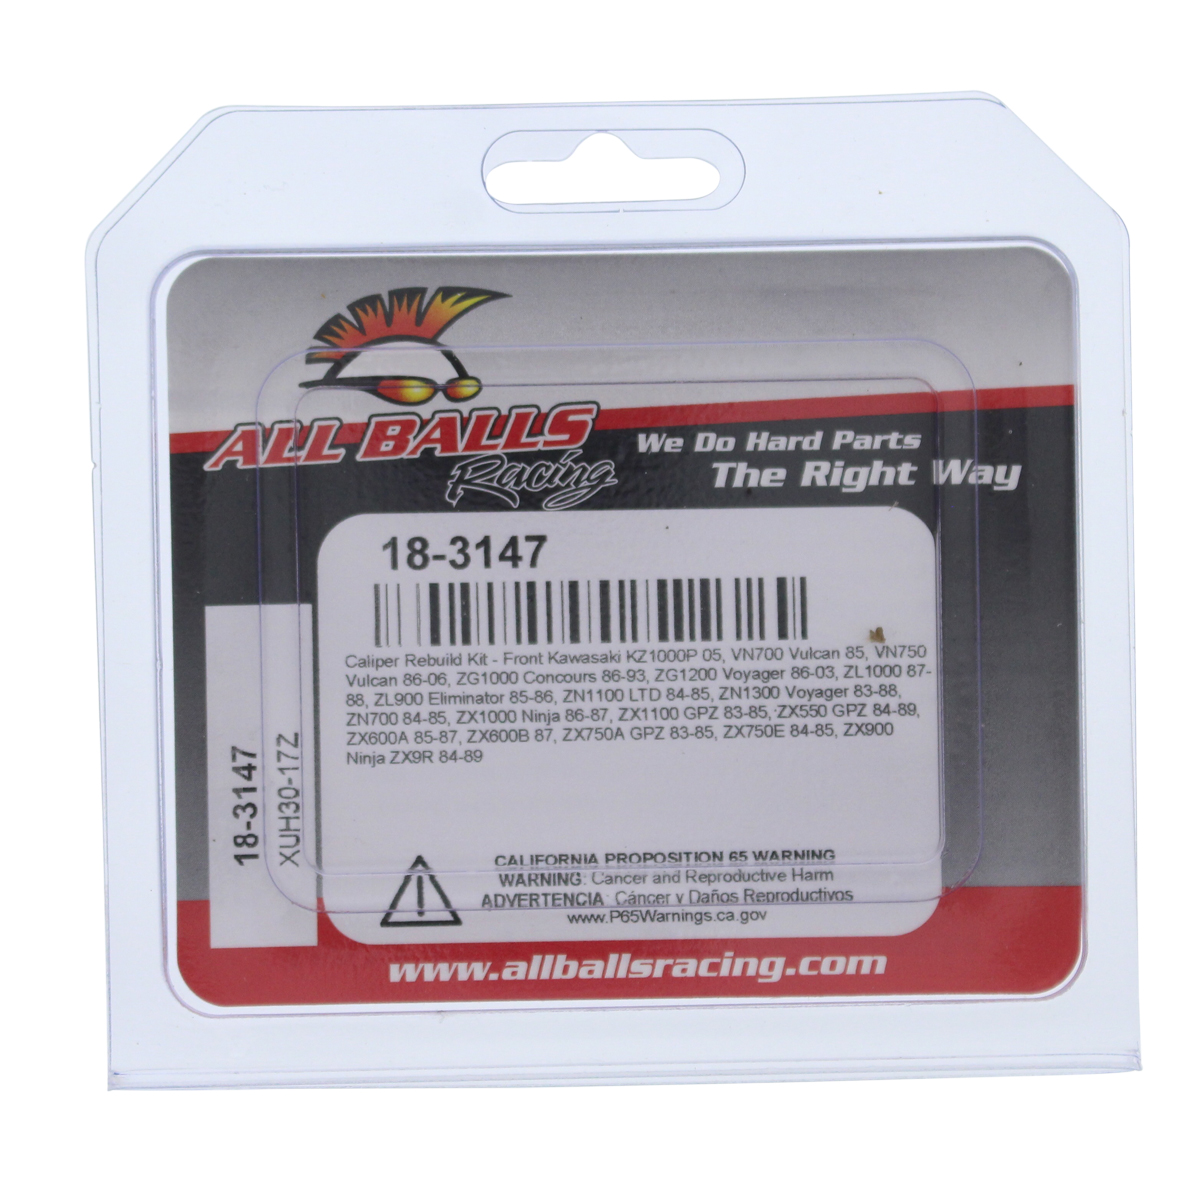 ALL BALLS
Racing
We Do Hard Parts
The Right Way
18-3147
Caliper Rebuild Kit - Front Kawasaki KZ1000P 05, VN700 Vulcan 85, VN750
Vulcan 86-06, ZG1000 Concours 86-93, ZG1200 Voyager 86-03, ZL1000 87-
88, ZL900 Eliminator 85-86, ZN1100 LTD 84-85, ZN1300 Voyager 83-88,
ZN700 84-85, ZX1000 Ninja 86-87, ZX1100 GPZ 83-85, ZX550 GPZ 84-89,
ZX600A 85-87, ZX600B 87, ZX750A GPZ 83-85, ZX750E 84-85, ZX900
Ninja ZX9R 84-89
18-3147
XUH30-17Z
CALIFORNIA PROPOSITION 65 WARNING
WARNING: Cancer and Reproductive Harm
ADVERTENCIA: Cáncer y Daños Reproductivos
www.P65Warnings.ca.gov
www.allballsracing.com